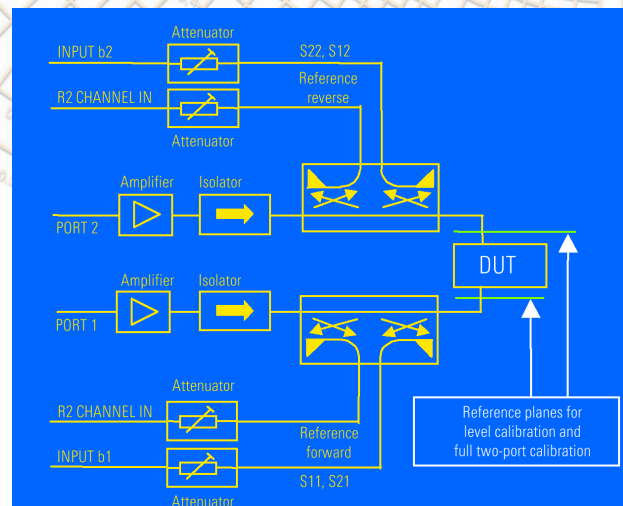 Attenuator
INPUT b2
S22, S12
Reference
reverse
R2 CHANNEL IN
Attenuator
Amplifier
Isolator
PORT 2
DUT
Amplifier
Isolator
PORT 1
Attenuator
R2 CHANNEL IN
Reference
forward
INPUT b1
S11, S21
Attenuator
Reference planes for
level calibration and
full two-port calibration